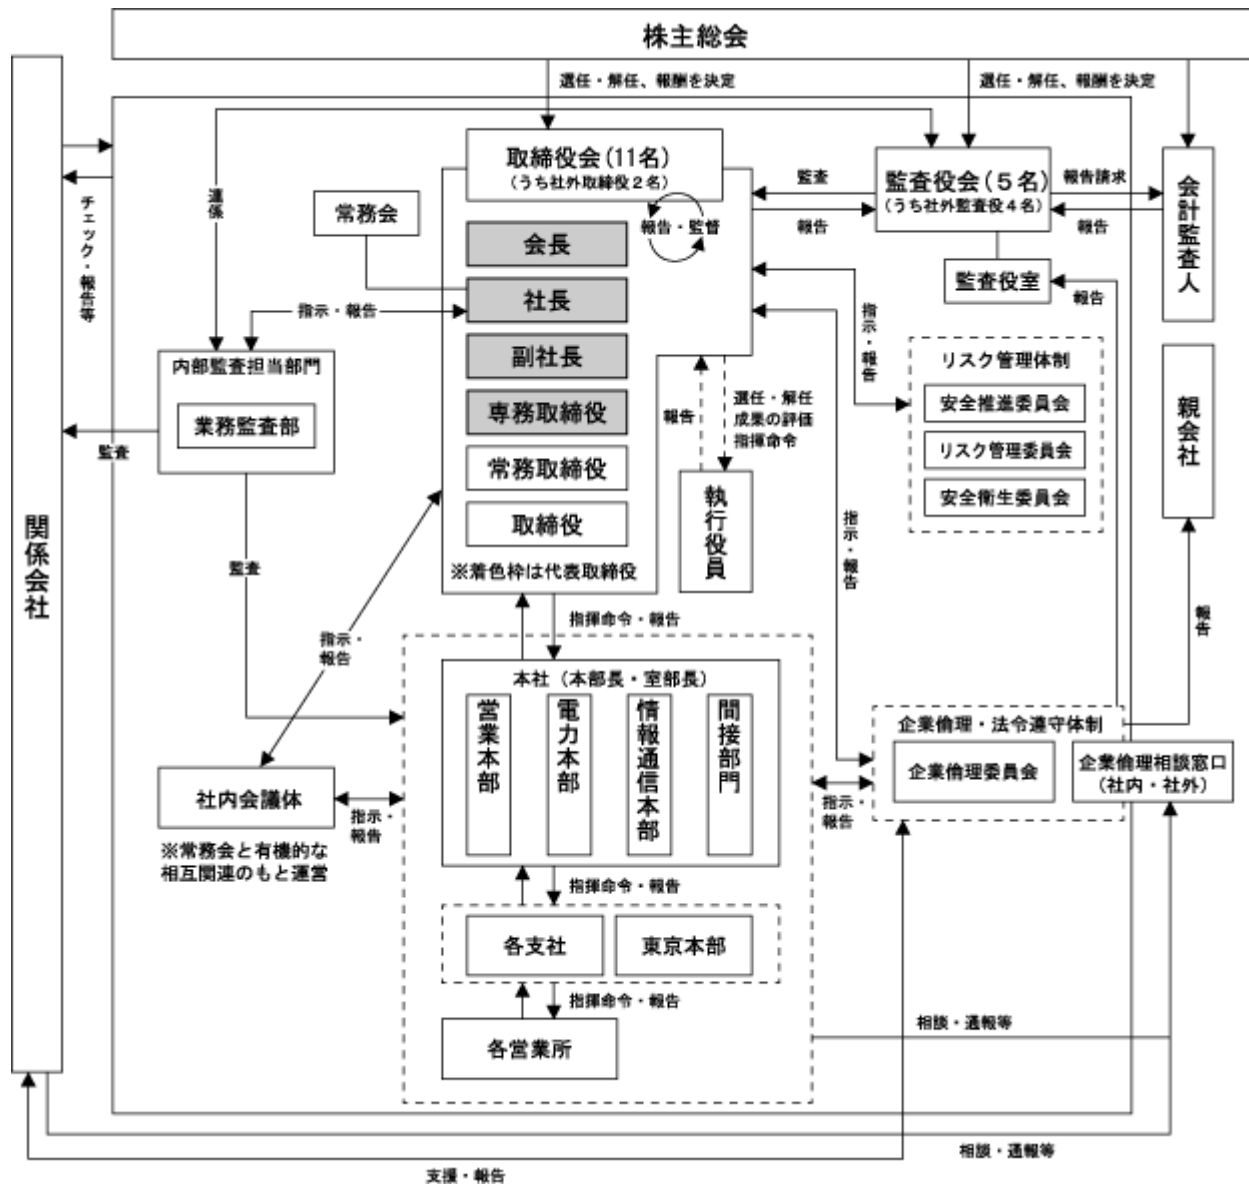 株主総会
選任・解任、報酬を決定
選任・解任、報酬を決定
取締役会(11名)
(うち社外取締役2名)
監査役会(5名)
(うち社外監査役4名)
監査
報告
報告請求
報告
会計監査人
連係
常務会
報告・監督
会長
社長
副社長
専務取締役
常務取締役
取締役
※着色枠は代表取締役
チェック・報告等
指示・報告
内部監査担当部門
業務監査部
監査
監査
関係会社
監査役室
報告
指示・報告
リスク管理体制
安全推進委員会
リスク管理委員会
安全衛生委員会
親会社
報告
選任・解任
成果の評価
指揮命令
執行役員
指示・報告
報告
指揮命令・報告
指示・
報告
本社(本部長・室部長)
営業本部
電力本部
情報通信本部
間接部門
企業倫理・法令遵守体制
企業倫理委員会
企業倫理相談窓口
(社内・社外)
社内会議体
指示・
報告
指示・
報告
※常務会と有機的な
相互関連のもと運営
指揮命令・報告
各支社
東京本部
指揮命令・報告
各営業所
相談・通報等
相談・通報等
支援・報告